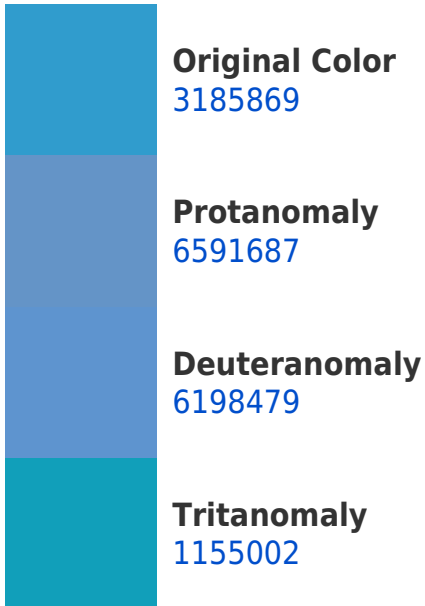 Original Color
3185869
Protanomaly
6591687
Deuteranomaly
6198479
Tritanomaly
1155002